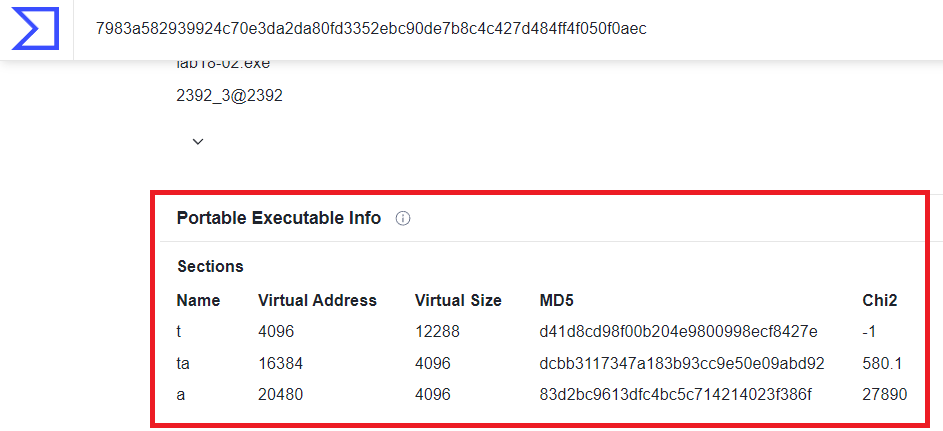 7983a582939924c70e3da2da80fd3352ebc90de7b8c4c427d484ff4f050f0aec
lab18-02.exe
2392_3@2392
Portable Executable Info
Sections
Name Virtual Address Virtual Size MD5 Chi2
t 4096 12288 d41d8cd98f00b204e9800998ecf8427e -1
ta 16384 4096 dcbb3117347a183b93cc9e50e09abd92 580.1
a 20480 4096 83d2bc9613dfc4bc5c714214023f386f 27890